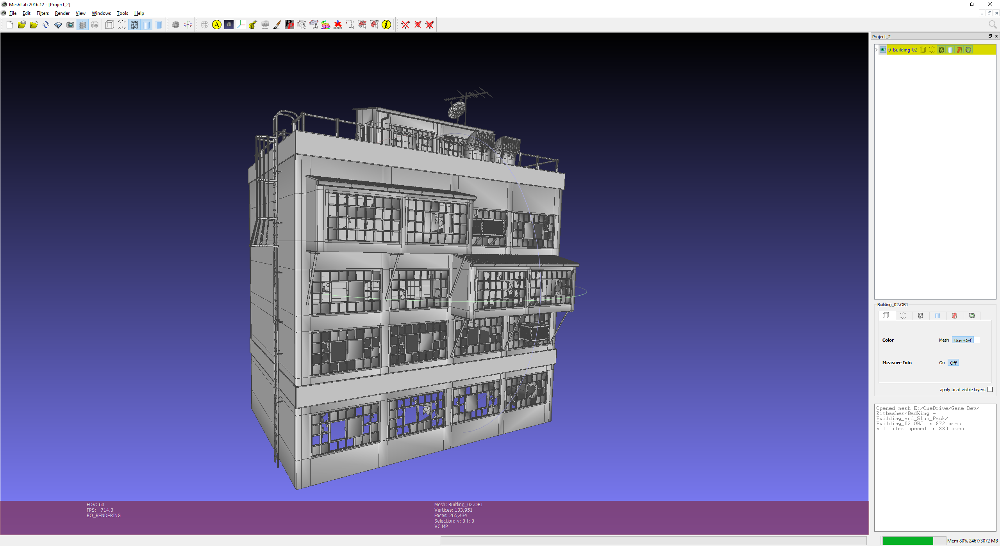 MeshLab 2016.12 - [Project_2]
File Edit Filters Render View Windows Tools Help
A
PP
GEOREF
i
Project_2
0 Building_02
Building_02.OBJ
Color Mesh User-Def
Measure Info On Off
apply to all visible layers
Opened mesh E:/OneDrive/Game Dev/
Kitbashes/BadKing -
Building_and_Slum_Pack/
Building_02.OBJ in 872 msec
All files opened in 880 msec
FOV: 60
FPS: 714.3
BO_RENDERING
Mesh: Building_02.OBJ
Vertices: 133,951
Faces: 265,434
Selection: v: 0 f: 0
VC MP
Mem 80% 2467/3072 MB